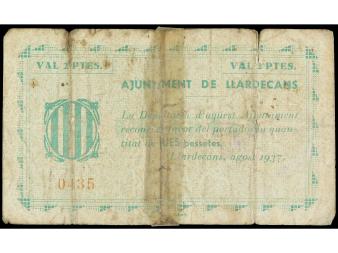 VAL 2 PTES. VAL 2 PTES.
AJUNTAMENT DE LLARDECANS
La d'aquest Ajuntament
reconeix a favor del portador la quan-
titat de DUES pessetes.
Llardecans, agost 1937.
0435